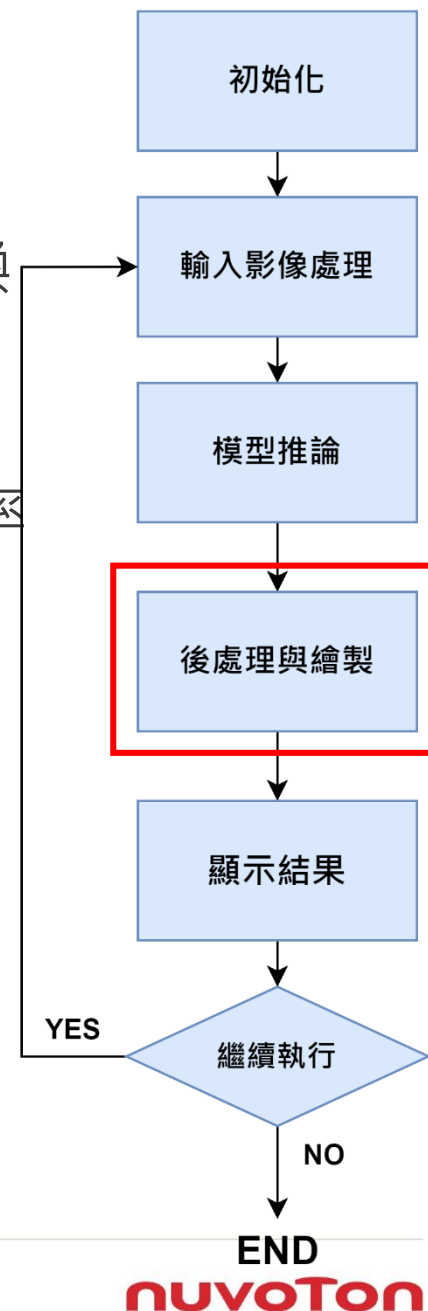 初始化
輸入影像處理
模型推論
後處理與繪製
顯示結果
YES
繼續執行
NO
END
nuvoTon